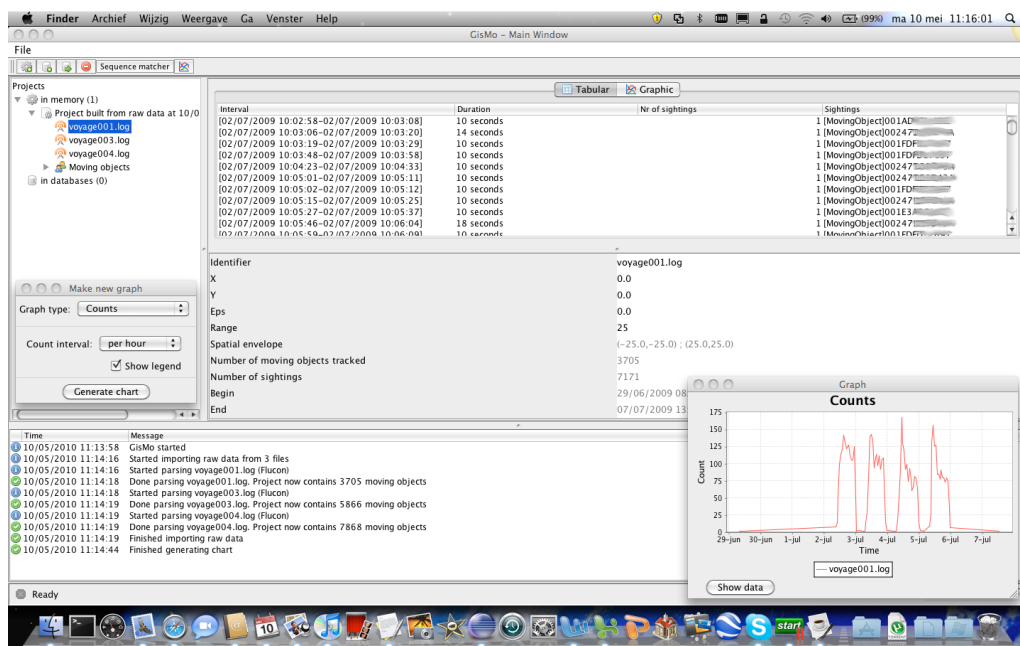 Finder Archief Wijzig Weergave Ga Venster Help (99%) ma 10 mei 11:16:01
GisMo – Main Window
File
Sequence matcher
Projects
in memory (1)
Project built from raw data at 10/0
voyage001.log
voyage003.log
voyage004.log
Moving objects
in databases (0)
Tabular Graphic
Interval Duration Nr of sightings Sightings
[02/07/2009 10:02:58-02/07/2009 10:03:08] 10 seconds 1 [MovingObject]001AD
[02/07/2009 10:03:06-02/07/2009 10:03:20] 14 seconds 1 [MovingObject]00247
[02/07/2009 10:03:19-02/07/2009 10:03:29] 10 seconds 1 [MovingObject]001FDF
[02/07/2009 10:03:48-02/07/2009 10:03:58] 10 seconds 1 [MovingObject]001FDF
[02/07/2009 10:04:23-02/07/2009 10:04:33] 10 seconds 1 [MovingObject]00247
[02/07/2009 10:05:01-02/07/2009 10:05:11] 10 seconds 1 [MovingObject]00247
[02/07/2009 10:05:02-02/07/2009 10:05:12] 10 seconds 1 [MovingObject]001FDF
[02/07/2009 10:05:15-02/07/2009 10:05:25] 10 seconds 1 [MovingObject]00247
[02/07/2009 10:05:27-02/07/2009 10:05:37] 10 seconds 1 [MovingObject]001E3A
[02/07/2009 10:05:46-02/07/2009 10:06:04] 18 seconds 1 [MovingObject]00247
[02/07/2009 10:05:59-02/07/2009 10:06:09] 10 seconds 1 [MovingObject]001FDF
Identifier voyage001.log
X 0.0
Y 0.0
Eps 0.0
Range 25
Spatial envelope (-25.0,-25.0) ; (25.0,25.0)
Number of moving objects tracked 3705
Number of sightings 7171
Begin 29/06/2009 08
End 07/07/2009 13
Make new graph
Graph type: Counts
Count interval: per hour
Show legend
Generate chart
Time Message
10/05/2010 11:13:58 GisMo started
10/05/2010 11:14:16 Started importing raw data from 3 files
10/05/2010 11:14:16 Started parsing voyage001.log (Flucon)
10/05/2010 11:14:18 Done parsing voyage001.log. Project now contains 3705 moving objects
10/05/2010 11:14:18 Started parsing voyage003.log (Flucon)
10/05/2010 11:14:19 Done parsing voyage003.log. Project now contains 5866 moving objects
10/05/2010 11:14:19 Started parsing voyage004.log (Flucon)
10/05/2010 11:14:19 Done parsing voyage004.log. Project now contains 7868 moving objects
10/05/2010 11:14:19 Finished importing raw data
10/05/2010 11:14:44 Finished generating chart
Ready
Graph
Counts
Count
175
150
125
100
75
50
25
0
29-jun 30-jun 1-jul 2-jul 3-jul 4-jul 5-jul 6-jul 7-jul
Time
voyage001.log
Show data
10
start